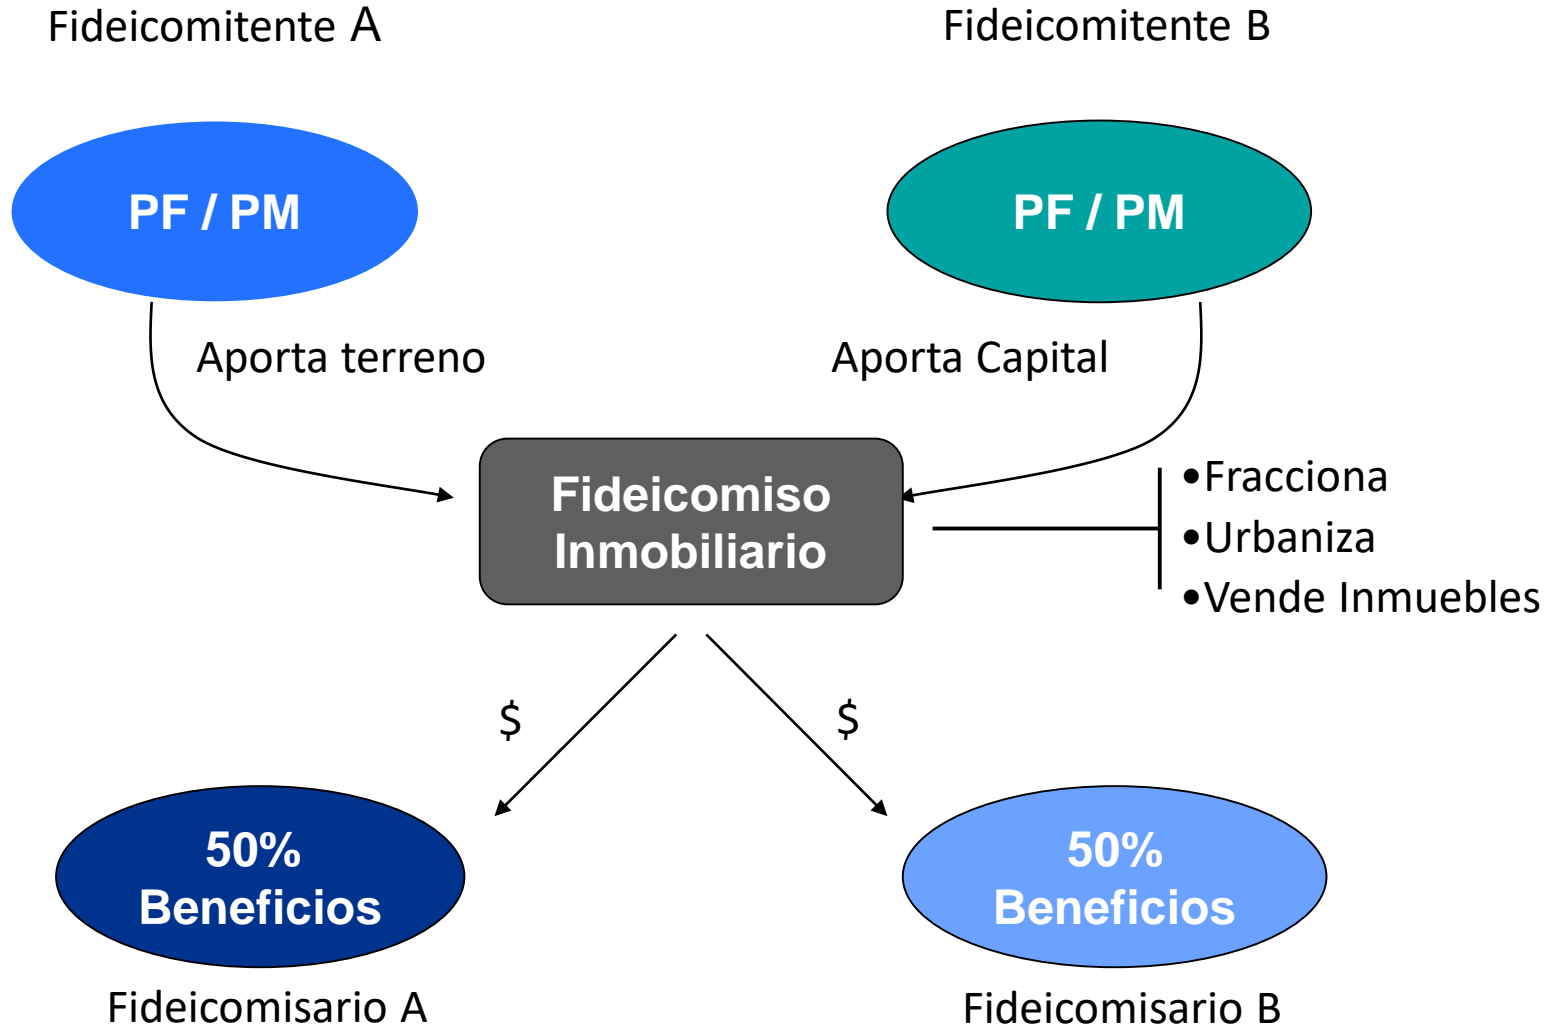 Fideicomitente A
Fideicomitente B
PF / PM
PF / PM
Aporta terreno
Aporta Capital
Fideicomiso
Inmobiliario
•Fracciona
•Urbaniza
•Vende Inmuebles
$
$
50%
Beneficios
50%
Beneficios
Fideicomisario A
Fideicomisario B